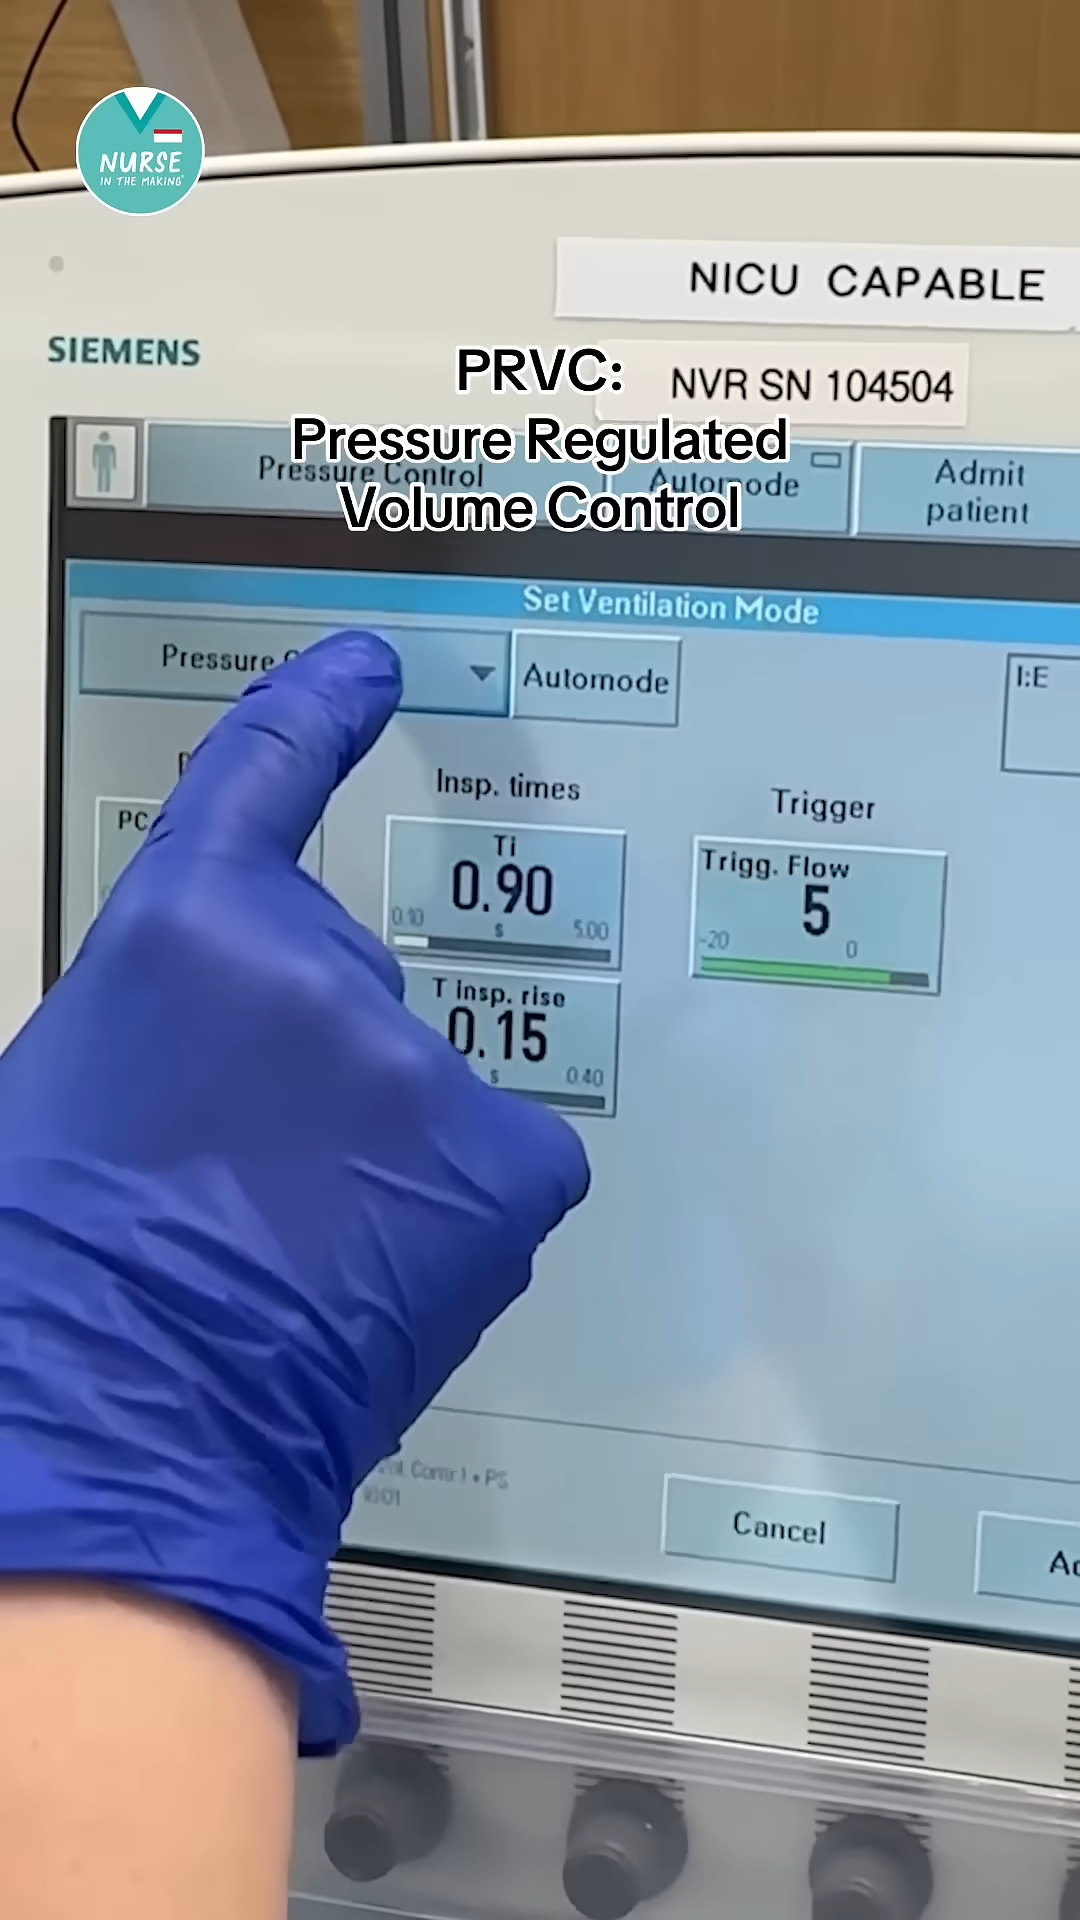 NURSE
IN THE MAKING
NICU CAPABLE
SIEMENS
PRVC:
NVR SN 104504
Pressure Regulated
Volume Control
Pressure Control
Automode
Admit
patient
Set Ventilation Mode
Pressure
Automode
I:E
Insp. times
Trigger
PC
Ti
0.90
0.10
s
5.00
Trigg. Flow
5
-20
0
T insp. rise
0.15
s
0.40
PS
Cancel